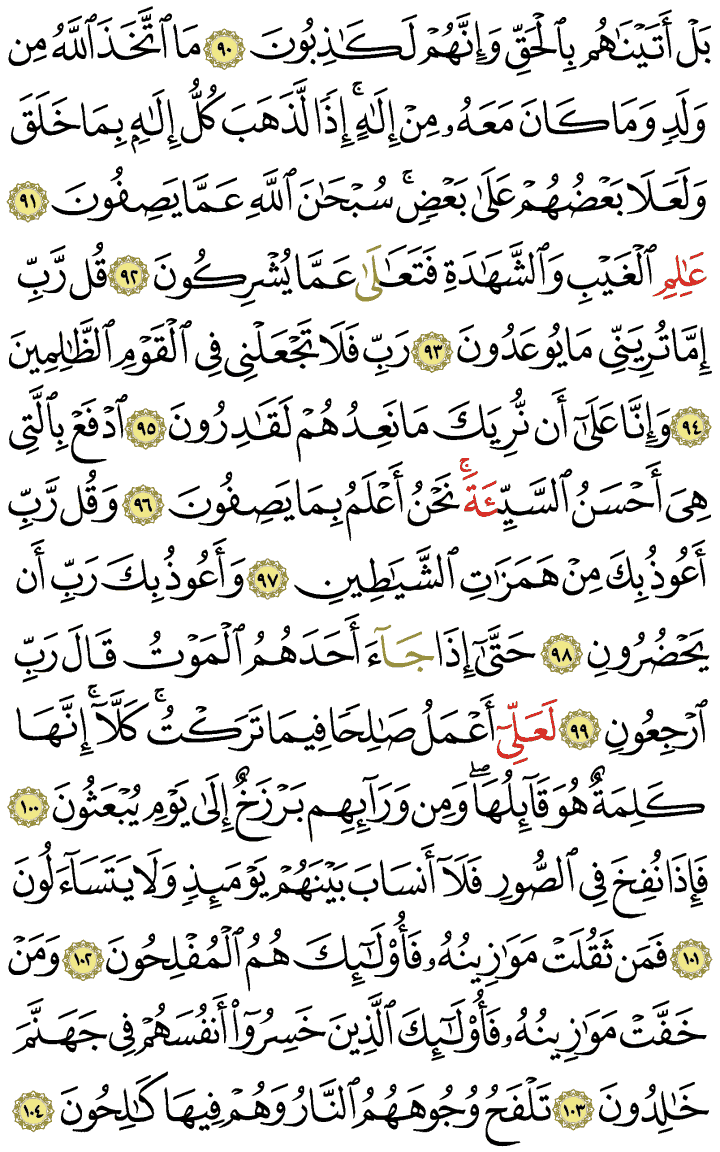 بَلْ أَتَيْنَٰهُم بِٱلْحَقِّ وَإِنَّهُمْ لَكَٰذِبُونَ ٩٠ مَا ٱتَّخَذَ ٱللَّهُ مِن
وَلَدٍ وَمَا كَانَ مَعَهُۥ مِنْ إِلَٰهٍ ۚ إِذًا لَّذَهَبَ كُلُّ إِلَٰهٍۭ بِمَا خَلَقَ
وَلَعَلَا بَعْضُهُمْ عَلَىٰ بَعْضٍ ۚ سُبْحَٰنَ ٱللَّهِ عَمَّا يَصِفُونَ ٩١
عَٰلِمِ ٱلْغَيْبِ وَٱلشَّهَٰدَةِ فَتَعَٰلَىٰ عَمَّا يُشْرِكُونَ ٩٢ قُل رَّبِّ
إِمَّا تُرِيَنِّى مَا يُوعَدُونَ ٩٣ رَبِّ فَلَا تَجْعَلْنِى فِى ٱلْقَوْمِ ٱلظَّٰلِمِينَ
٩٤ وَإِنَّا عَلَىٰٓ أَن نُّرِيَكَ مَا نَعِدُهُمْ لَقَٰدِرُونَ ٩٥ ٱدْفَعْ بِٱلَّتِى
هِىَ أَحْسَنُ ٱلسَّيِّئَةَ ۚ نَحْنُ أَعْلَمُ بِمَا يَصِفُونَ ٩٦ وَقُل رَّبِّ
أَعُوذُ بِكَ مِنْ هَمَزَٰتِ ٱلشَّيَٰطِينِ ٩٧ وَأَعُوذُ بِكَ رَبِّ أَن
يَحْضُرُونِ ٩٨ حَتَّىٰٓ إِذَا جَآءَ أَحَدَهُمُ ٱلْمَوْتُ قَالَ رَبِّ
ٱرْجِعُونِ ٩٩ لَعَلِّىٓ أَعْمَلُ صَٰلِحًا فِيمَا تَرَكْتُ ۚ كَلَّآ ۚ إِنَّهَا
كَلِمَةٌ هُوَ قَآئِلُهَا ۖ وَمِن وَرَآئِهِم بَرْزَخٌ إِلَىٰ يَوْمِ يُبْعَثُونَ ١٠٠
فَإِذَا نُفِخَ فِى ٱلصُّورِ فَلَآ أَنسَابَ بَيْنَهُمْ يَوْمَئِذٍ وَلَا يَتَسَآءَلُونَ
١٠١ فَمَن ثَقُلَتْ مَوَٰزِينُهُۥ فَأُو۟لَٰٓئِكَ هُمُ ٱلْمُفْلِحُونَ ١٠٢ وَمَنْ
خَفَّتْ مَوَٰزِينُهُۥ فَأُو۟لَٰٓئِكَ ٱلَّذِينَ خَسِرُوٓا۟ أَنفُسَهُمْ فِى جَهَنَّمَ
خَٰلِدُونَ ١٠٣ تَلْفَحُ وُجُوهَهُمُ ٱلنَّارُ وَهُمْ فِيهَا كَٰلِحُونَ ١٠٤